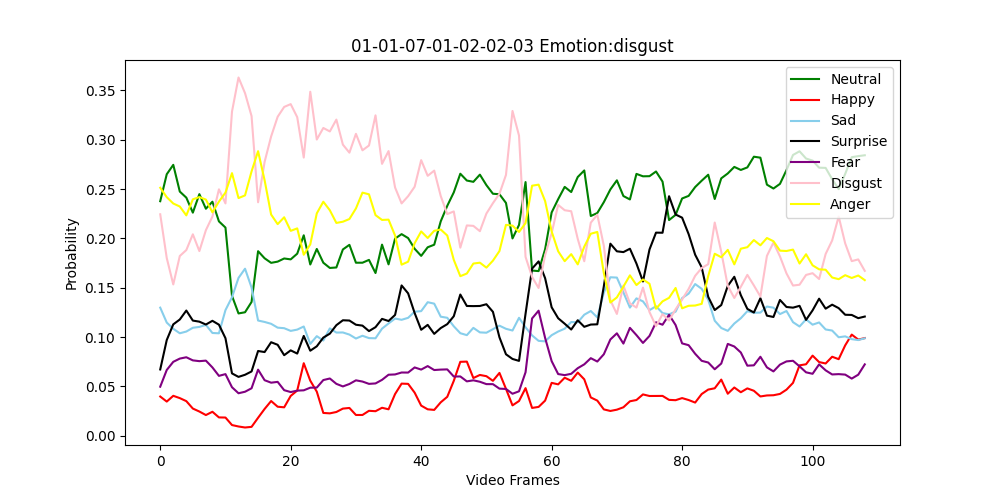 01-01-07-01-02-02-03 Emotion:disgust
Probability
0.35
0.30
0.25
0.20
0.15
0.10
0.05
0.00
0 20 40 60 80 100
Video Frames
Neutral
Happy
Sad
Surprise
Fear
Disgust
Anger